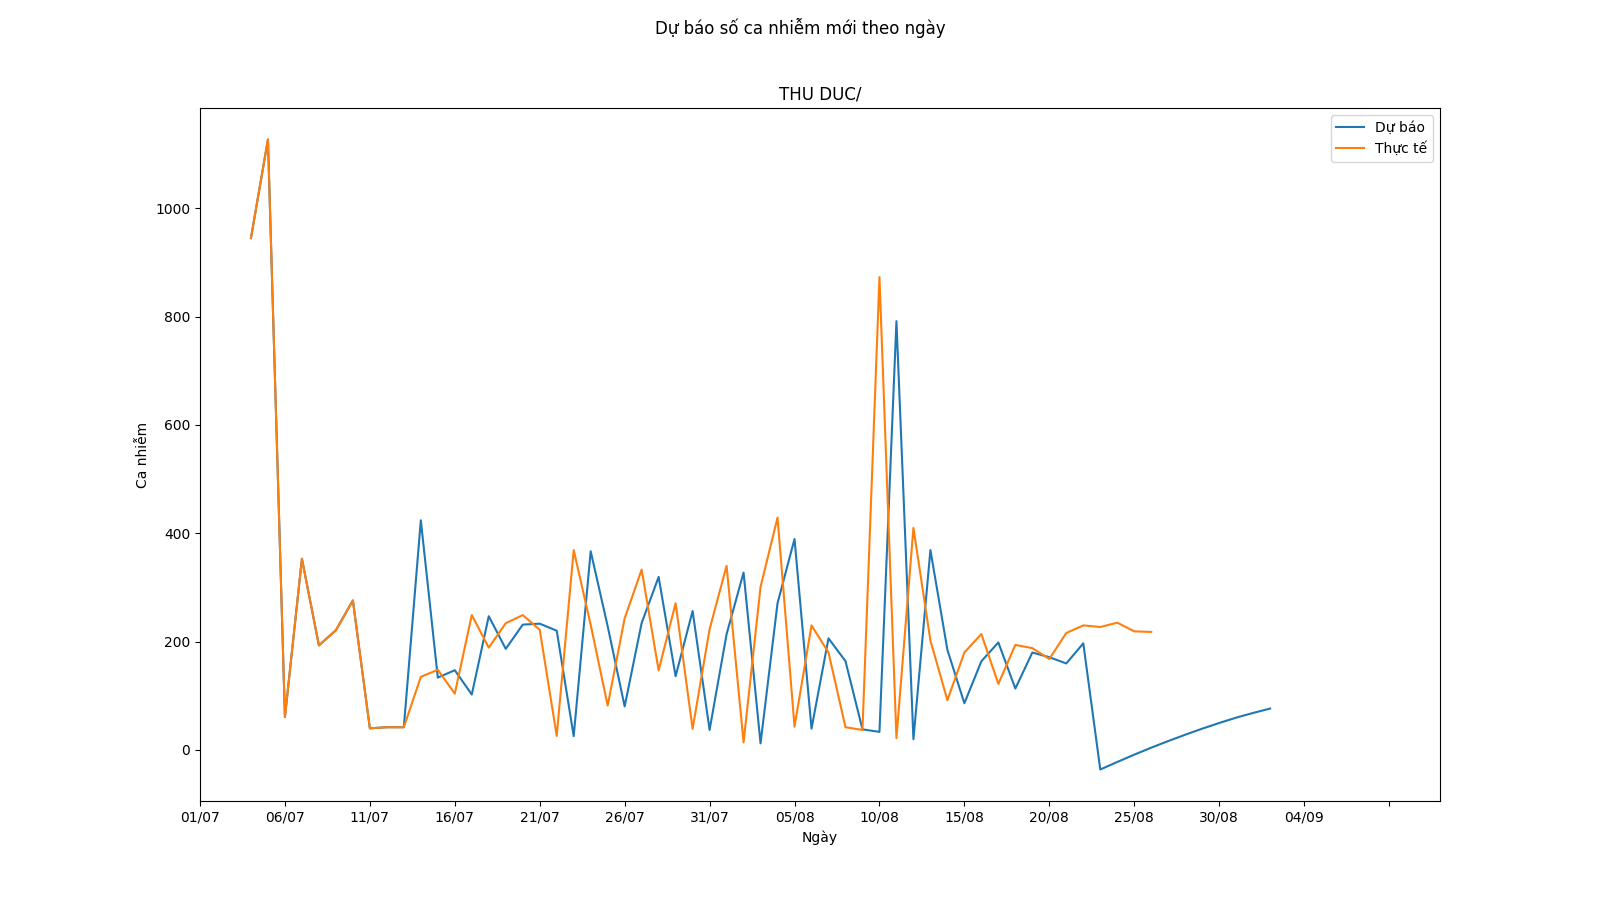 Dự báo số ca nhiễm mới theo ngày
THU DUC/
Dự báo
Thực tế
1000
800
600
400
200
0
Ca nhiễm
01/07 06/07 11/07 16/07 21/07 26/07 31/07 05/08 10/08 15/08 20/08 25/08 30/08 04/09
Ngày